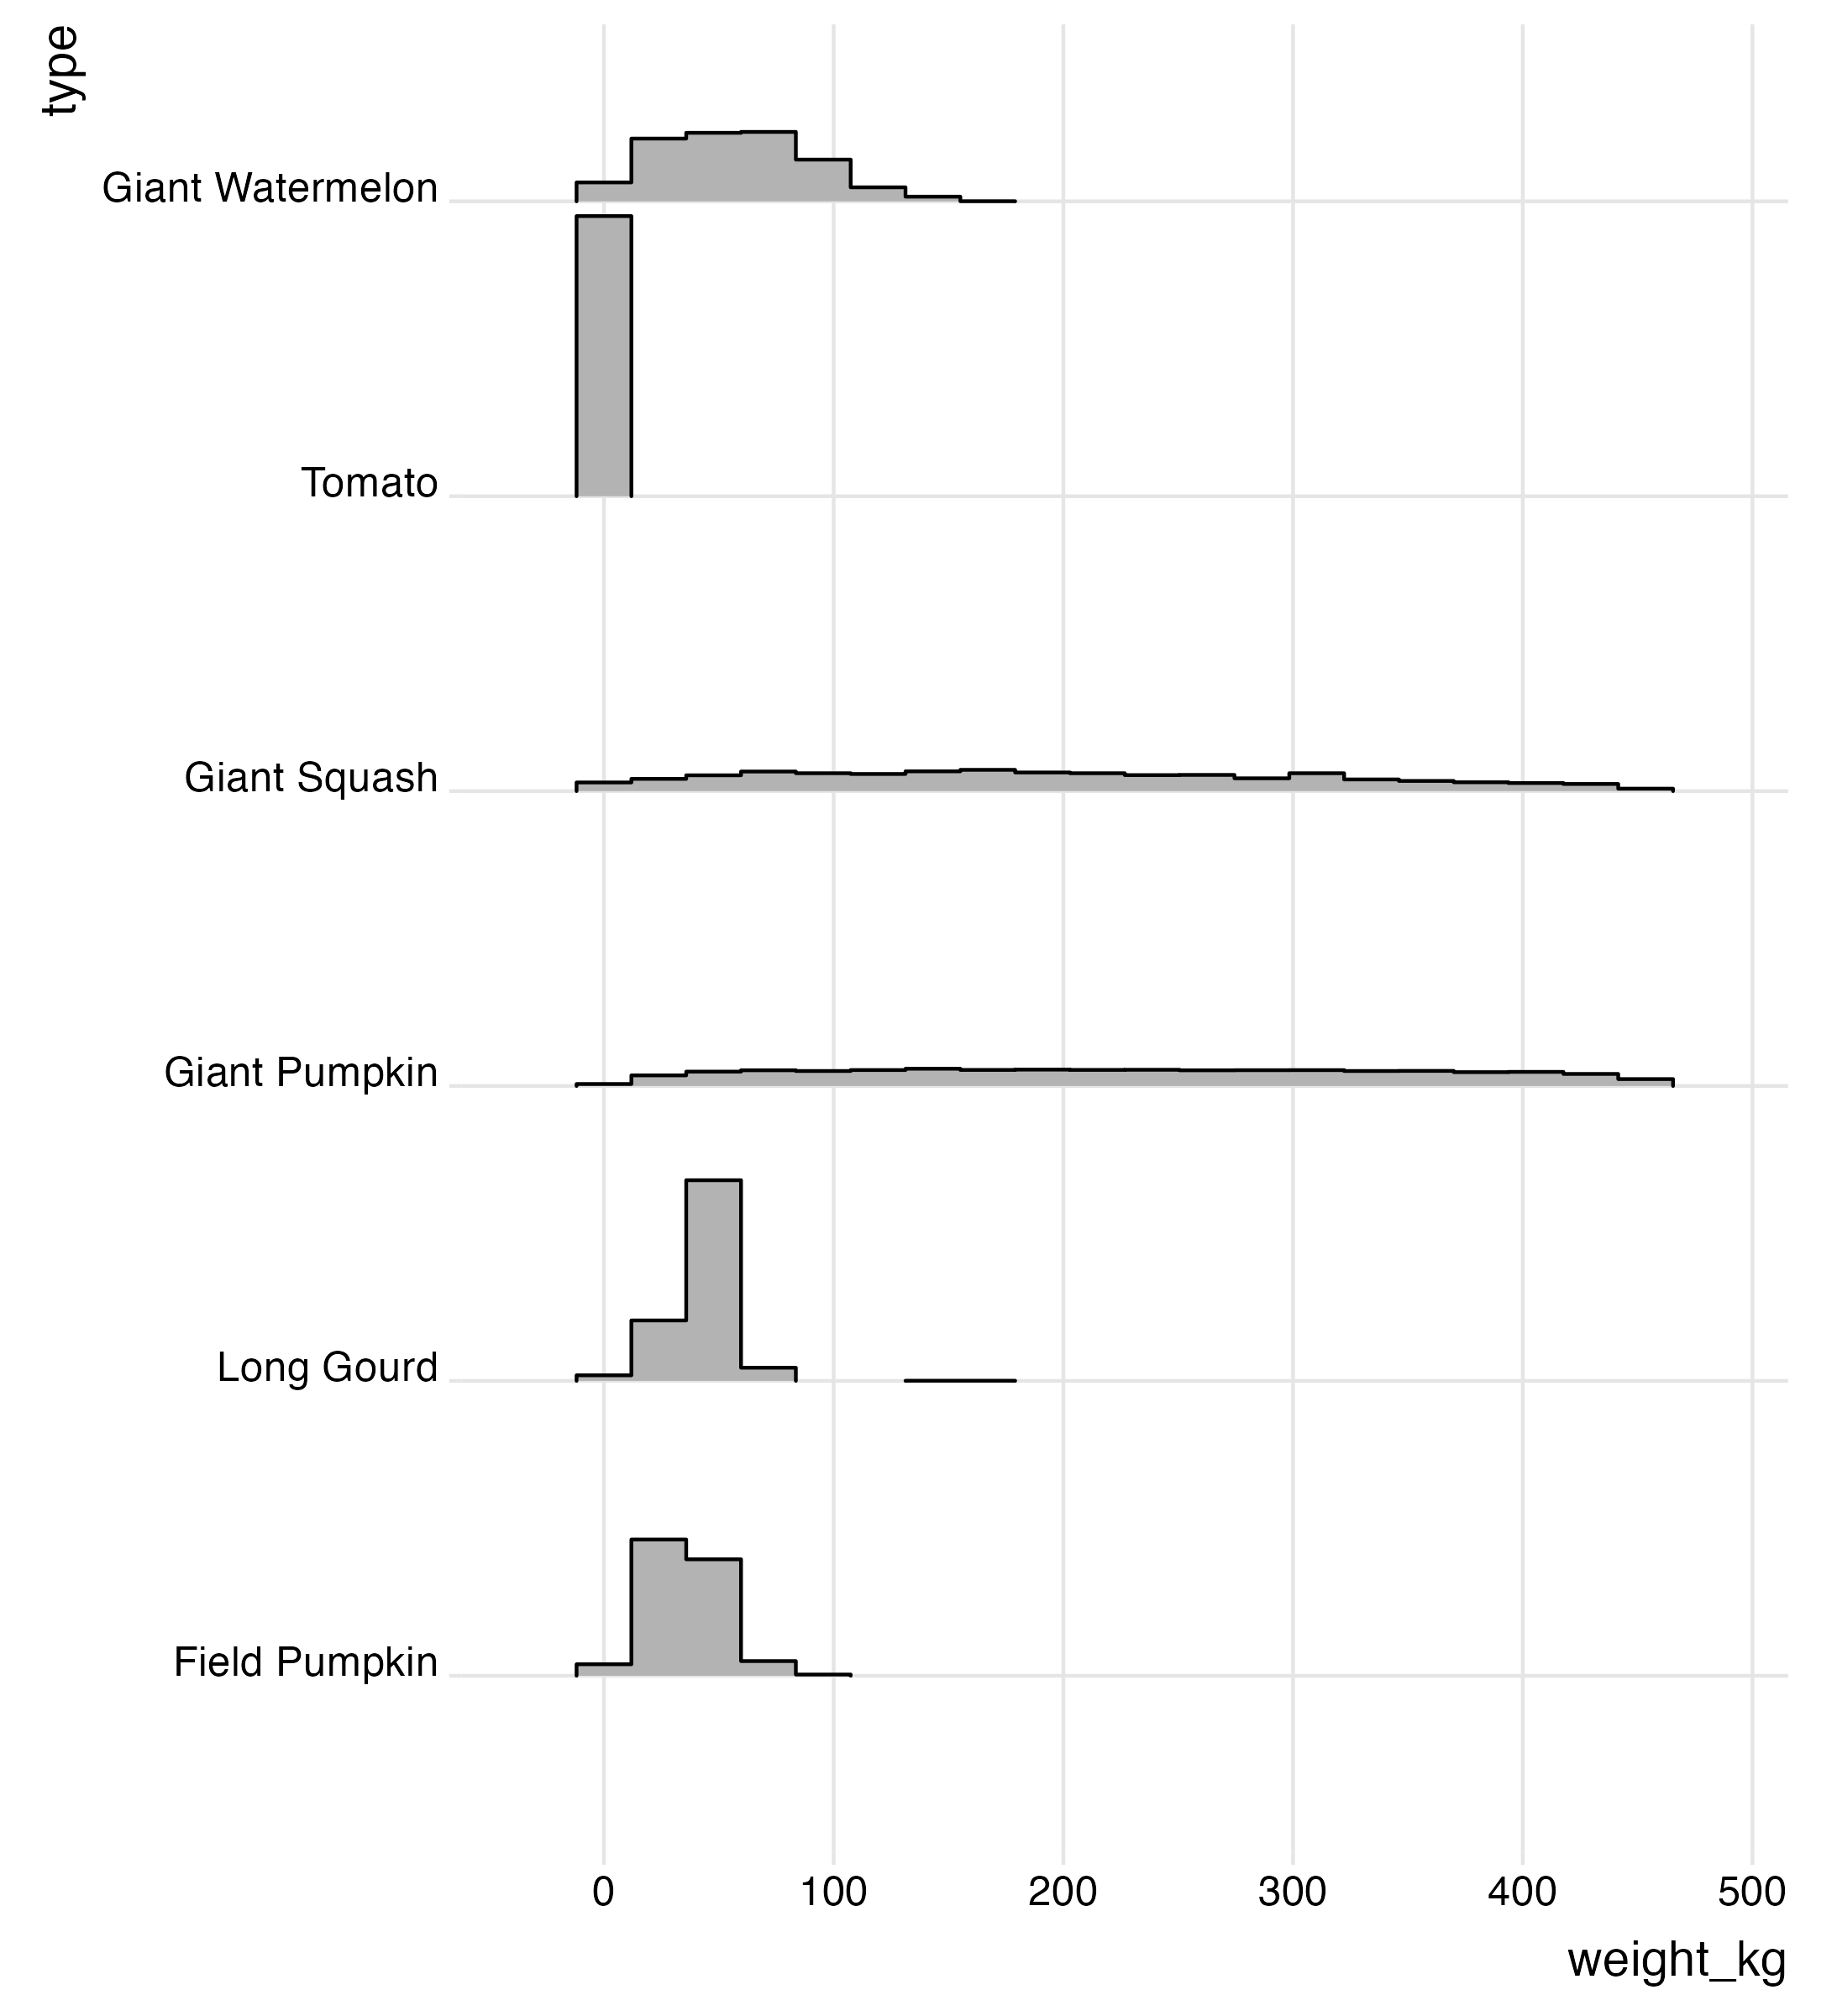 type
Giant Watermelon
Tomato
Giant Squash
Giant Pumpkin
Long Gourd
Field Pumpkin
0 100 200 300 400 500
weight_kg